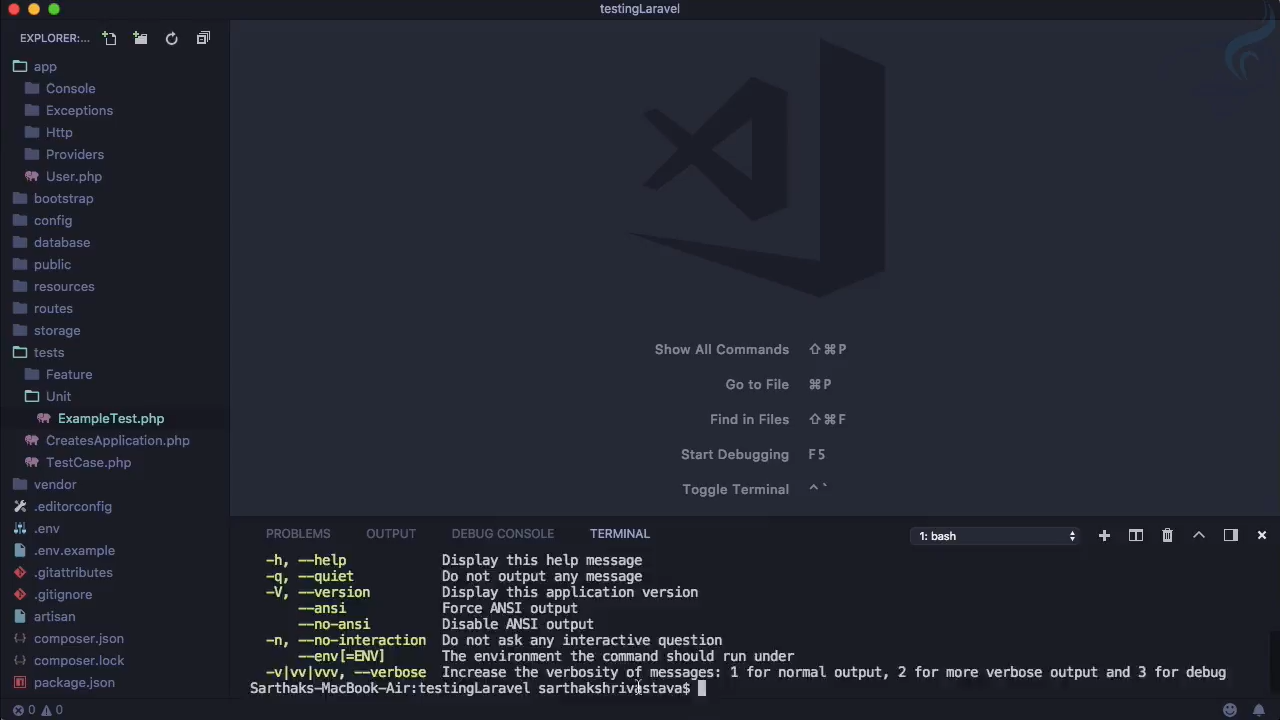 testingLaravel
EXPLORER:...
app
Console
Exceptions
Http
Providers
User.php
bootstrap
config
database
public
resources
routes
storage
tests
Feature
Unit
ExampleTest.php
CreatesApplication.php
TestCase.php
vendor
.editorconfig
.env
.env.example
.gitattributes
.gitignore
artisan
composer.json
composer.lock
package.json
Show All Commands ⇧⌘P
Go to File ⌘P
Find in Files ⇧⌘F
Start Debugging F5
Toggle Terminal ⌃`
PROBLEMS OUTPUT DEBUG CONSOLE TERMINAL 1: bash
-h, --help Display this help message
-q, --quiet Do not output any message
-V, --version Display this application version
--ansi Force ANSI output
--no-ansi Disable ANSI output
-n, --no-interaction Do not ask any interactive question
--env[=ENV] The environment the command should run under
-v|vv|vvv, --verbose Increase the verbosity of messages: 1 for normal output, 2 for more verbose output and 3 for debug
Sarthaks-MacBook-Air:testingLaravel sarthakshrivastava$
0 0